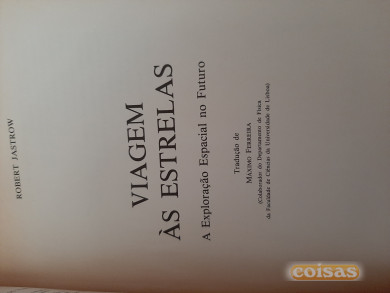 ROBERT JASTROW
VIAGEM
ÀS ESTRELAS
A Exploração Espacial no Futuro
Tradução de
MÁXIMO FERREIRA
(Colaborador do Departamento de Física
da Faculdade de Ciências da Universidade de Lisboa)
coisas